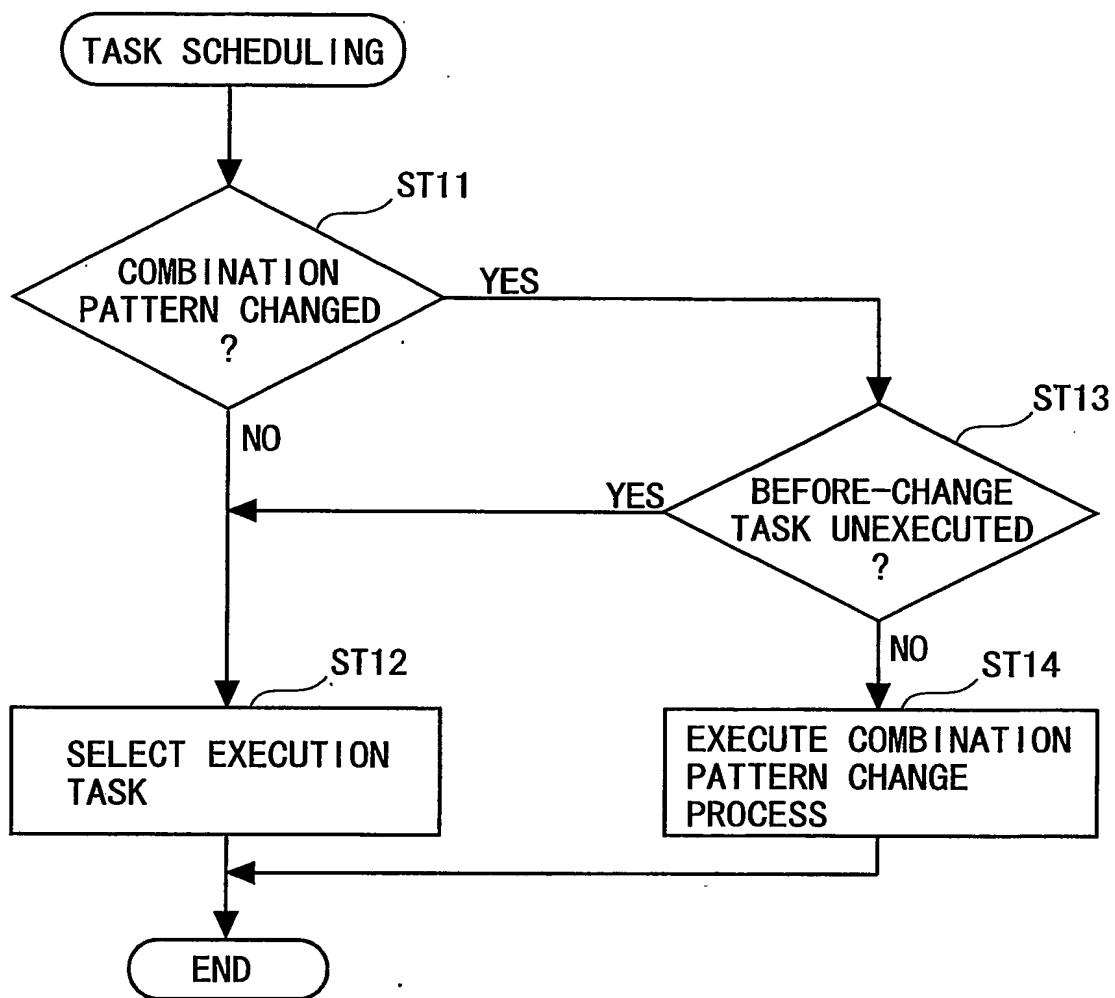 TASK SCHEDULING
ST11
COMBINATION
PATTERN CHANGED
?
YES
NO
ST13
YES
BEFORE-CHANGE
TASK UNEXECUTED
?
NO
ST12
SELECT EXECUTION
TASK
ST14
EXECUTE COMBINATION
PATTERN CHANGE
PROCESS
END